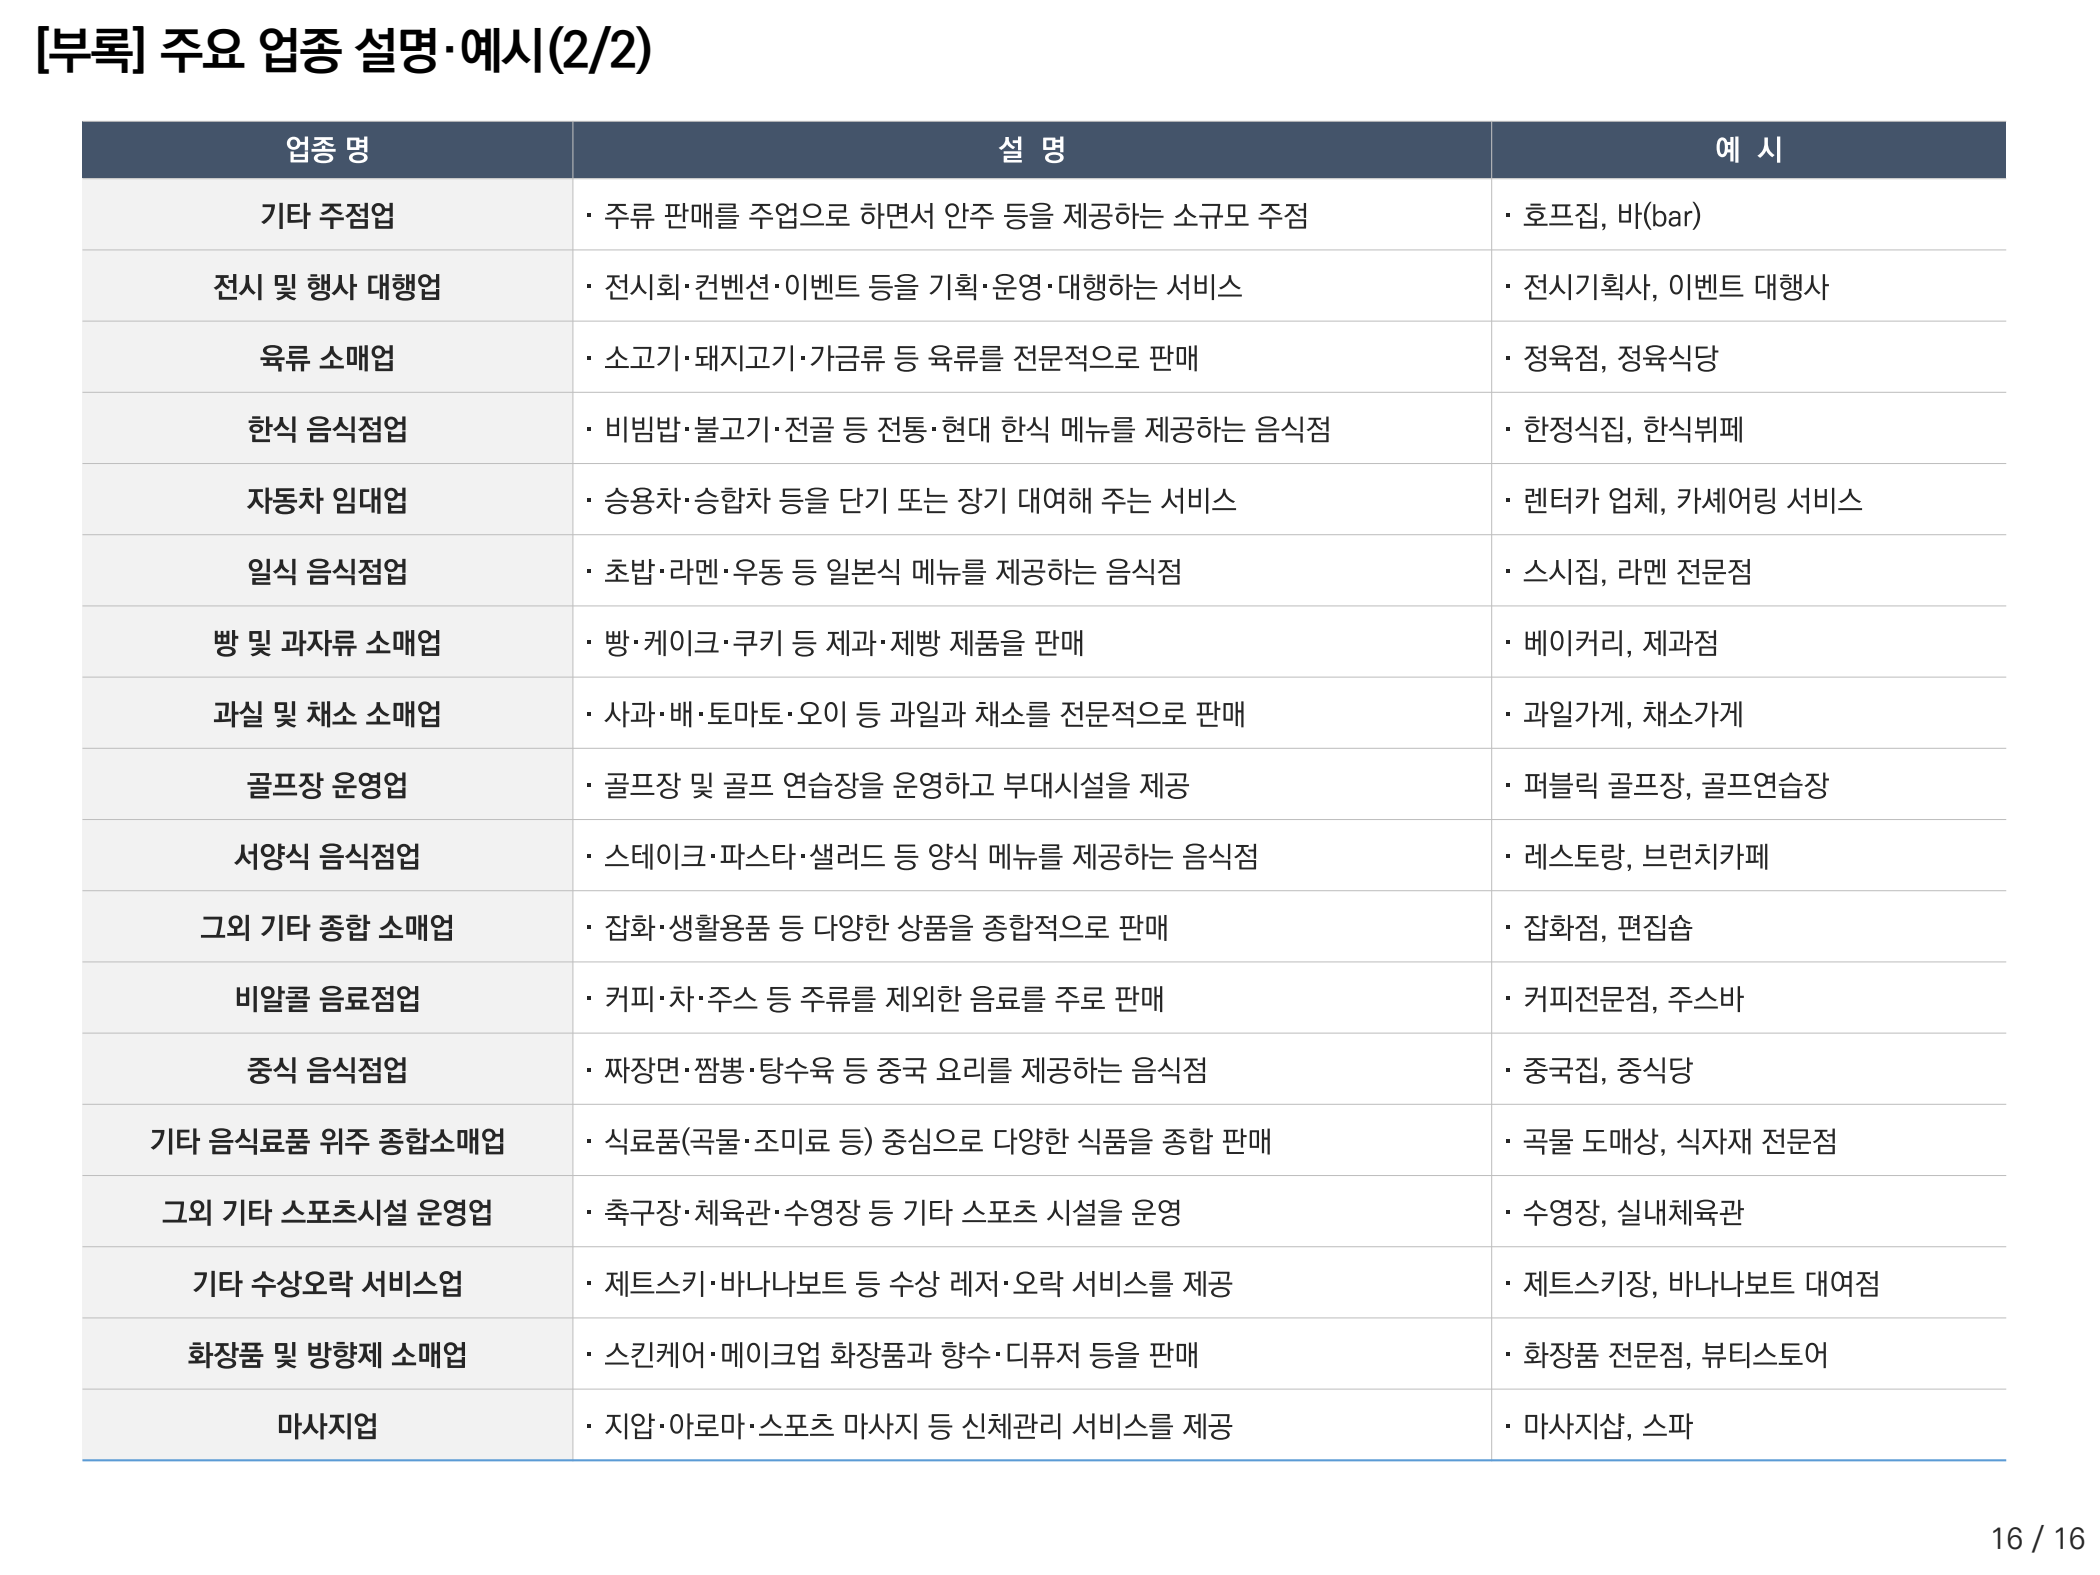 [부록] 주요 업종 설명·예시(2/2)
업종 명 설 명 예 시
기타 주점업 · 주류 판매를 주업으로 하면서 안주 등을 제공하는 소규모 주점 · 호프집, 바(bar)
전시 및 행사 대행업 · 전시회·컨벤션·이벤트 등을 기획·운영·대행하는 서비스 · 전시기획사, 이벤트 대행사
육류 소매업 · 소고기·돼지고기·가금류 등 육류를 전문적으로 판매 · 정육점, 정육식당
한식 음식점업 · 비빔밥·불고기·전골 등 전통·현대 한식 메뉴를 제공하는 음식점 · 한정식집, 한식뷔페
자동차 임대업 · 승용차·승합차 등을 단기 또는 장기 대여해 주는 서비스 · 렌터카 업체, 카셰어링 서비스
일식 음식점업 · 초밥·라멘·우동 등 일본식 메뉴를 제공하는 음식점 · 스시집, 라멘 전문점
빵 및 과자류 소매업 · 빵·케이크·쿠키 등 제과·제빵 제품을 판매 · 베이커리, 제과점
과실 및 채소 소매업 · 사과·배·토마토·오이 등 과일과 채소를 전문적으로 판매 · 과일가게, 채소가게
골프장 운영업 · 골프장 및 골프 연습장을 운영하고 부대시설을 제공 · 퍼블릭 골프장, 골프연습장
서양식 음식점업 · 스테이크·파스타·샐러드 등 양식 메뉴를 제공하는 음식점 · 레스토랑, 브런치카페
그외 기타 종합 소매업 · 잡화·생활용품 등 다양한 상품을 종합적으로 판매 · 잡화점, 편집숍
비알콜 음료점업 · 커피·차·주스 등 주류를 제외한 음료를 주로 판매 · 커피전문점, 주스바
중식 음식점업 · 짜장면·짬뽕·탕수육 등 중국 요리를 제공하는 음식점 · 중국집, 중식당
기타 음식료품 위주 종합소매업 · 식료품(곡물·조미료 등) 중심으로 다양한 식품을 종합 판매 · 곡물 도매상, 식자재 전문점
그외 기타 스포츠시설 운영업 · 축구장·체육관·수영장 등 기타 스포츠 시설을 운영 · 수영장, 실내체육관
기타 수상오락 서비스업 · 제트스키·바나나보트 등 수상 레저·오락 서비스를 제공 · 제트스키장, 바나나보트 대여점
화장품 및 방향제 소매업 · 스킨케어·메이크업 화장품과 향수·디퓨저 등을 판매 · 화장품 전문점, 뷰티스토어
마사지업 · 지압·아로마·스포츠 마사지 등 신체관리 서비스를 제공 · 마사지샵, 스파
16 / 16